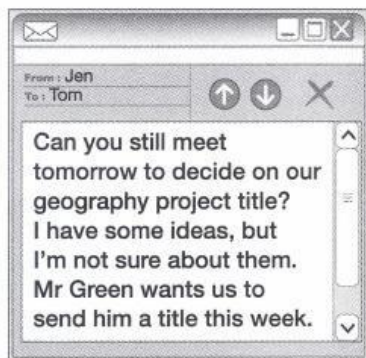 From: Jen
To: Tom
Can you still meet
tomorrow to decide on our
geography project title?
I have some ideas, but
I'm not sure about them.
Mr Green wants us to
send him a title this week.